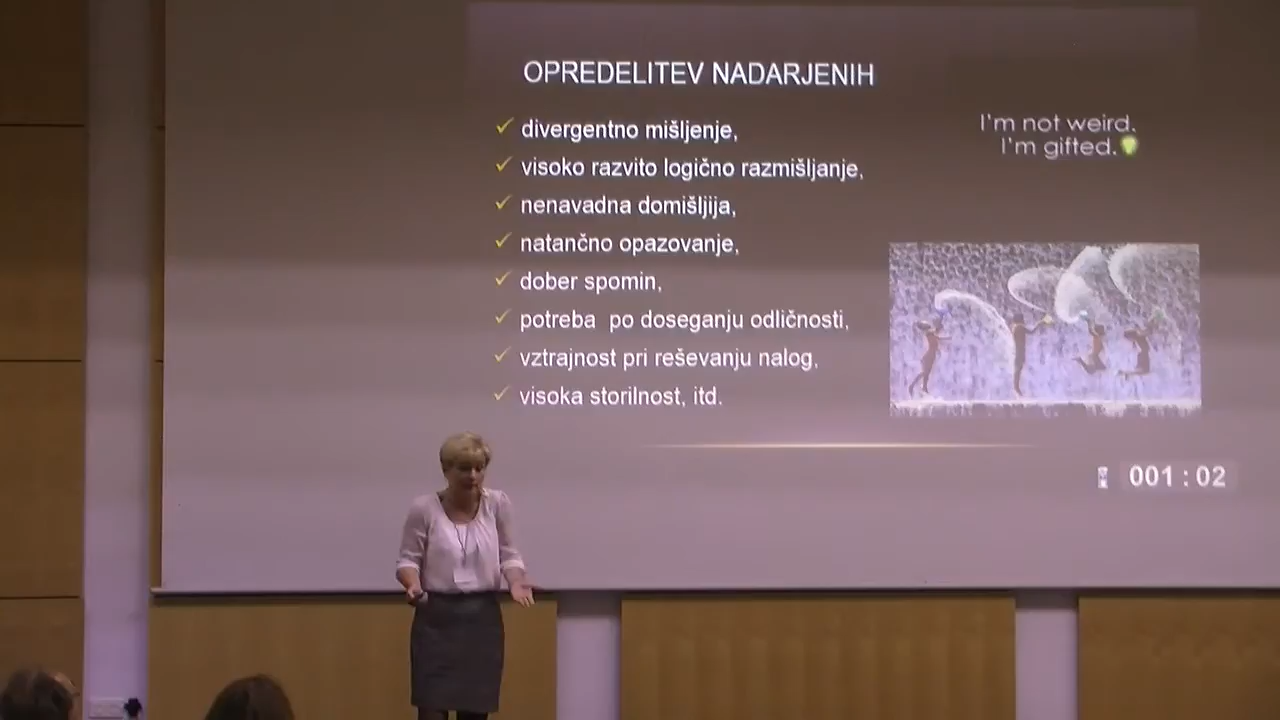 OPREDELITEV NADARJENIH
divergentno mišljenje,
visoko razvito logično razmišljanje,
nenavadna domišljija,
natančno opazovanje,
dober spomin,
potreba  po doseganju odličnosti,
vztrajnost pri reševanju nalog,
visoka storilnost, itd.
I'm not weird.
I'm gifted.
001 : 02